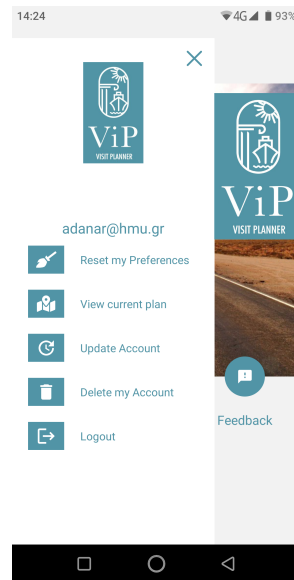 14:24
4G 93%
ViP
VISIT PLANNER
adanar@hmu.gr
Reset my Preferences
View current plan
Update Account
Delete my Account
Logout
ViP
VISIT PLANNER
Feedback